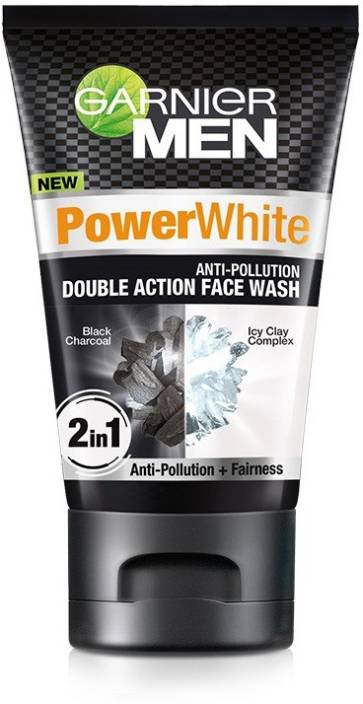 GARNIER
MEN
NEW
PowerWhite
ANTI-POLLUTION
DOUBLE ACTION FACE WASH
Black
Charcoal
Icy Clay
Complex
2in1
Anti-Pollution + Fairness